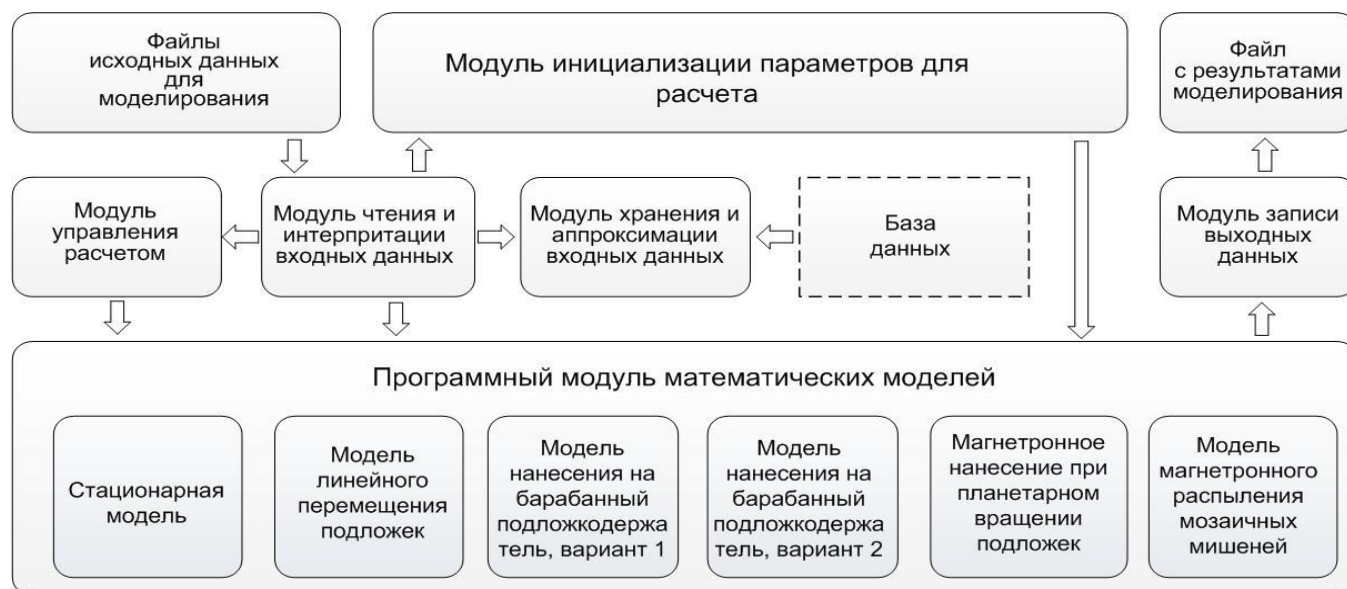 Файлы
исходных данных
для
моделирования
Модуль инициализации параметров для
расчета
Файл
с результатами
моделирования
Модуль
управления
расчетом
Модуль чтения и
интерпритации
входных данных
Модуль хранения и
аппроксимации
входных данных
База
данных
Модуль записи
выходных
данных
Программный модуль математических моделей
Стационарная
модель
Модель
линейного
перемещения
подложек
Модель
нанесения на
барабанный
подложкодержа
тель, вариант 1
Модель
нанесения на
барабанный
подложкодержа
тель, вариант 2
Магнетронное
нанесение при
планетарном
вращении
подложек
Модель
магнетронного
распыления
мозаичных
мишеней